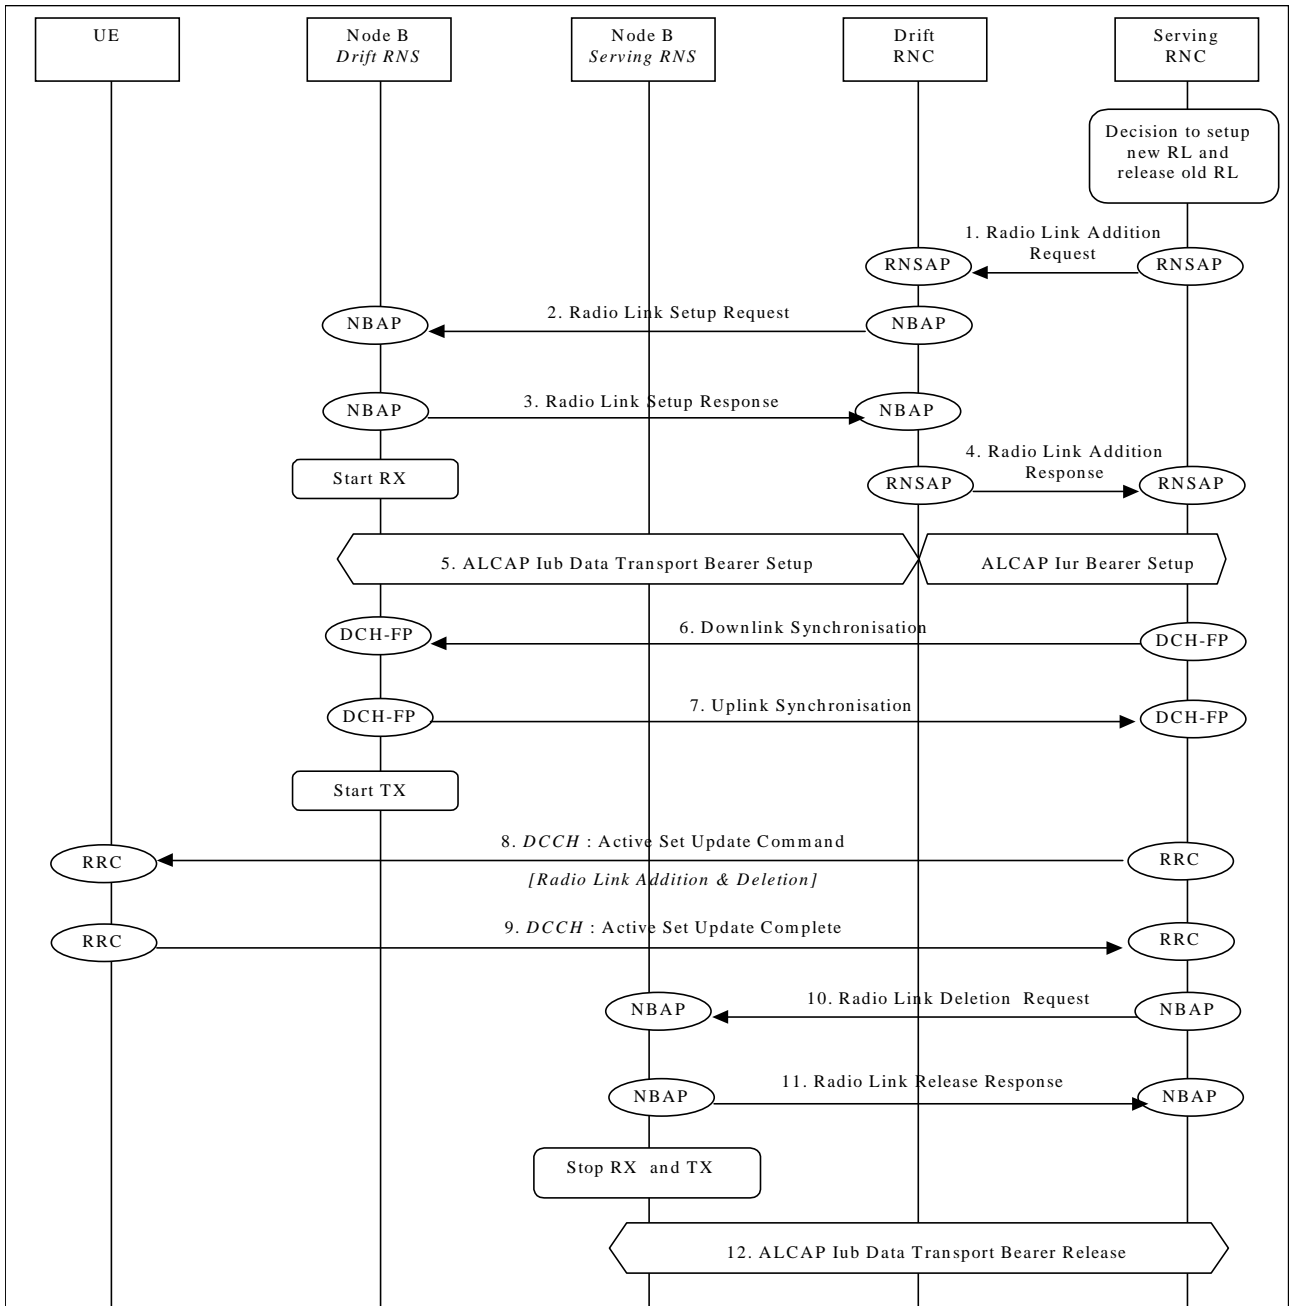 UE
Node B
Drift RNS
Node B
Serving RNS
Drift
RNC
Serving
RNC
Decision to setup
new RL and
release old RL
1. Radio Link Addition
Request
RNSAP
RNSAP
2. Radio Link Setup Request
NBAP
NBAP
3. Radio Link Setup Response
NBAP
NBAP
4. Radio Link Addition
Response
Start RX
RNSAP
RNSAP
5. ALCAP Iub Data Transport Bearer Setup
ALCAP Iur Bearer Setup
6. Downlink Synchronisation
DCH-FP
DCH-FP
7. Uplink Synchronisation
DCH-FP
DCH-FP
Start TX
8. DCCH : Active Set Update Command
RRC
RRC
[Radio Link Addition & Deletion]
9. DCCH : Active Set Update Complete
RRC
RRC
10. Radio Link Deletion Request
NBAP
NBAP
11. Radio Link Release Response
NBAP
NBAP
Stop RX and TX
12. ALCAP Iub Data Transport Bearer Release